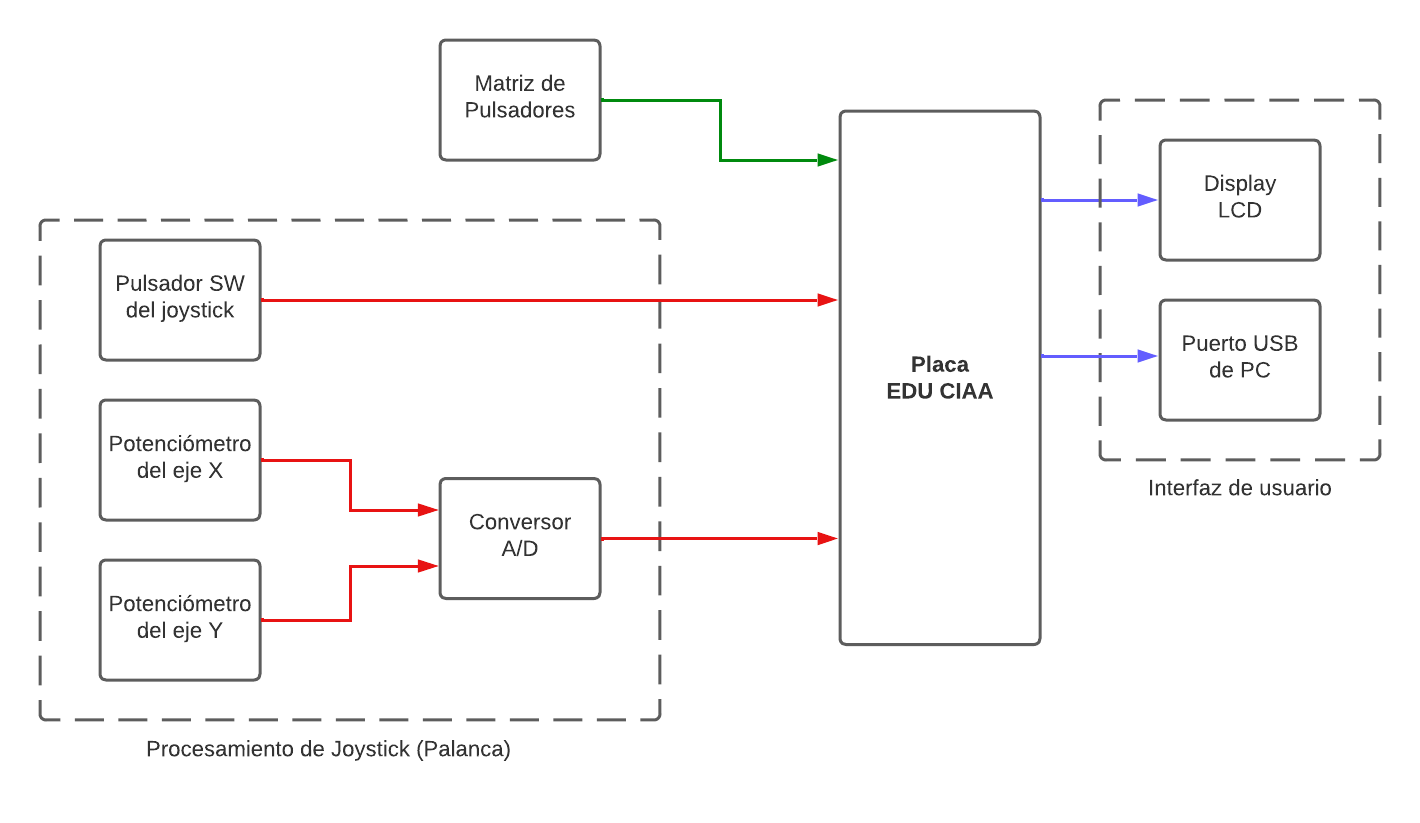 Matriz de
Pulsadores
Pulsador SW
del joystick
Potenciómetro
del eje X
Potenciómetro
del eje Y
Conversor
A/D
Procesamiento de Joystick (Palanca)
Placa
EDU CIAA
Display
LCD
Puerto USB
de PC
Interfaz de usuario